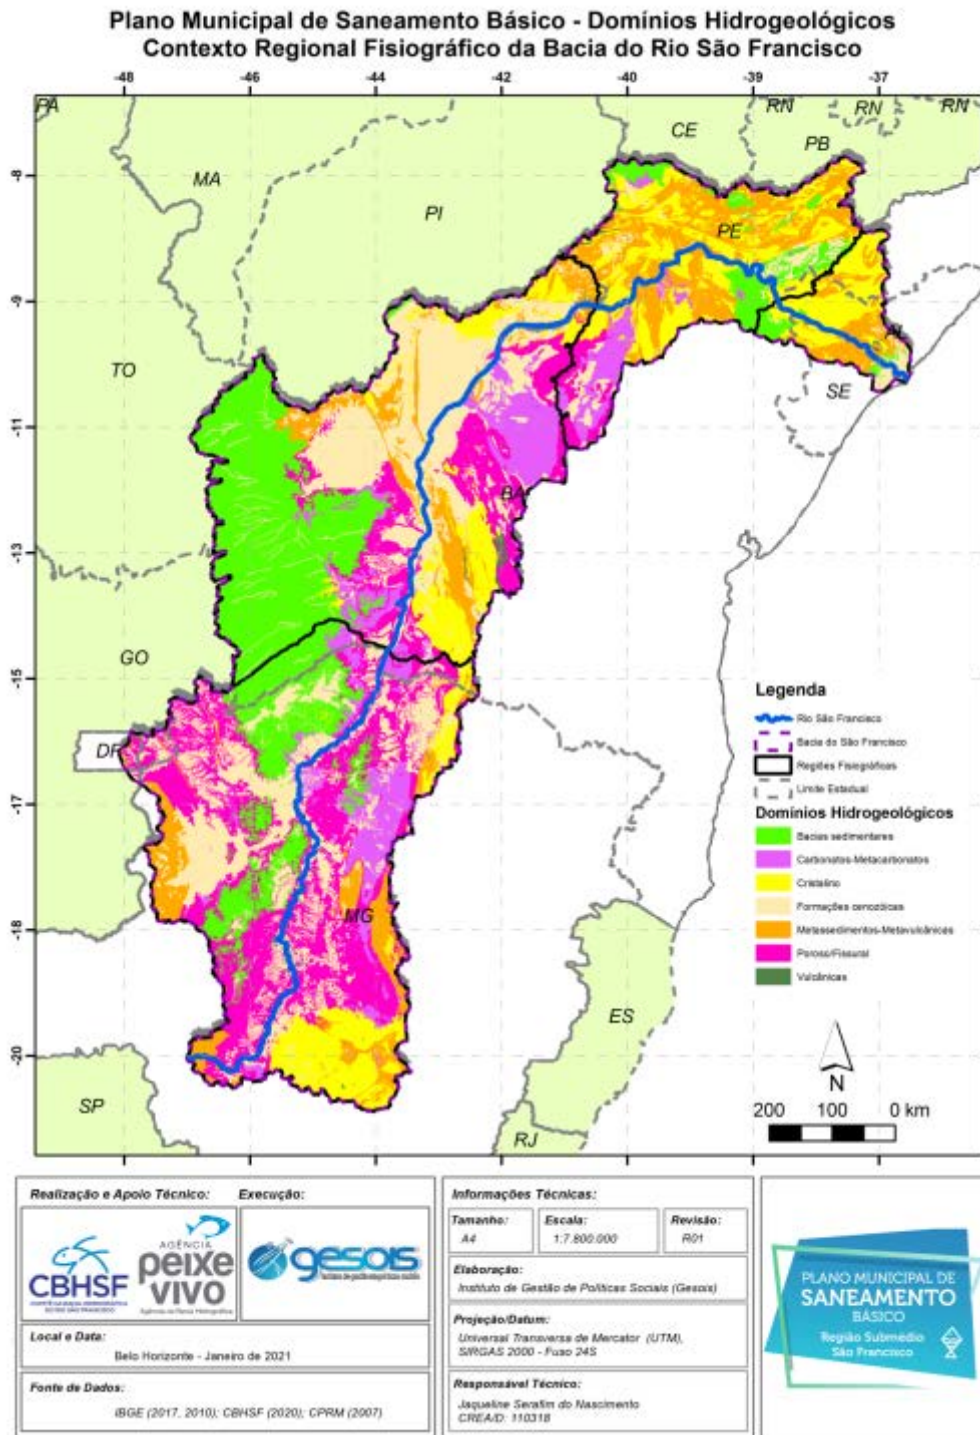 Plano Municipal de Saneamento Básico - Domínios Hidrogeológicos
Contexto Regional Fisiográfico da Bacia do Rio São Francisco
-48 -46 -44 -42 -40 -39 -37
PA
RN
RN
RN
CE
PB
-8
MA
PI
PE
-9
TO
SE
-11
BA
-13
GO
-15
Legenda
Rio São Francisco
Bacia do São Francisco
Regiões Fisiográficas
Limite Estadual
DF
-17
Domínios Hidrogeológicos
Bacias sedimentares
Carbonatos-Metacarbonatos
Cristalino
Formações cenozóicas
Metassedimentos-Metavulcânicas
Poroso/Fissural
Vulcânicas
MG
-18
ES
-20
N
SP
200 100 0 km
RJ
Realização e Apoio Técnico: Execução:
CBHSF
AGÊNCIA
peixe
vivo
gesois
Local e Data:
Belo Horizonte - Janeiro de 2021
Fonte de Dados:
IBGE (2017, 2010); CBHSF (2020); CPRM (2007)
Informações Técnicas:
Tamanho: Escala: Revisão:
A4 1:7.800.000 R01
Elaboração:
Instituto de Gestão de Políticas Sociais (Gesois)
Projeção/Datum:
Universal Transversa de Mercator (UTM),
SIRGAS 2000 - Fuso 24S
Responsável Técnico:
Jaqueline Serafim do Nascimento
CREA/D: 110318
PLANO MUNICIPAL DE
SANEAMENTO
BÁSICO
Região Submédio
São Francisco